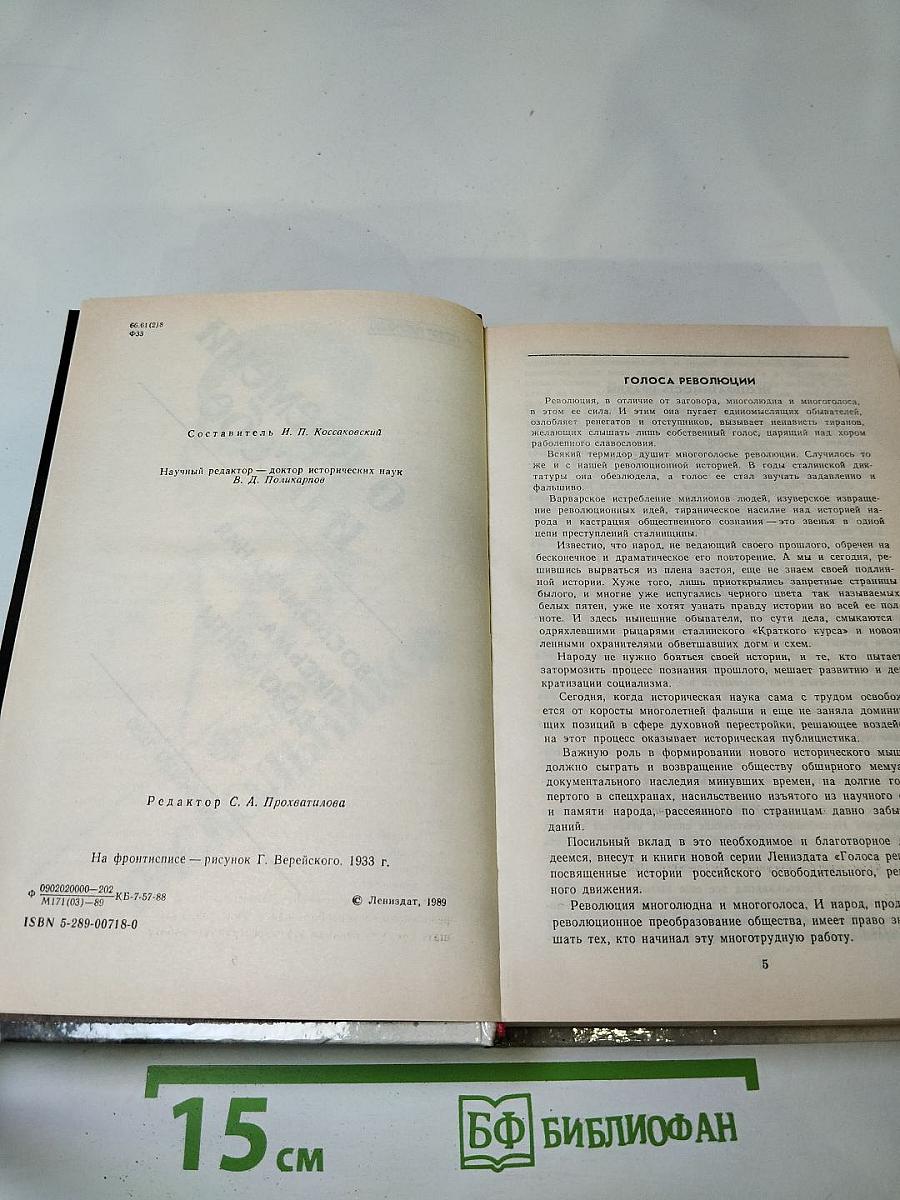 66.61(2)8
Ф33
Составитель И. П. Коссаковский
Научный редактор — доктор исторических наук
В. Д. Поликарпов
Редактор С. А. Прохватилова
На фронтисписе — рисунок Г. Верейского. 1933 г.
Ф 0902020000—202
М171(03)—89 КБ-7-57-88
© Лениздат, 1989
ISBN 5-289-00718-0
ГОЛОСА РЕВОЛЮЦИИ
Революция, в отличие от заговора, многолюдна и многоголоса,
в этом ее сила. И этим она пугает единомыслящих обывателей,
озлобляет ренегатов и отступников, вызывает ненависть тиранов,
желающих слышать лишь собственный голос, царящий над хором
раболепного славословия.
Всякий термидор душит многоголосье революции. Случилось то
же и с нашей революционной историей. В годы сталинской дик-
татуры она обезлюдела, а голос ее стал звучать задавленно и
фальшиво.
Варварское истребление миллионов людей, изуверское извраще-
ние революционных идей, тираническое насилие над историей на-
рода и кастрация общественного сознания — это звенья в одной
цепи преступлений сталинщины.
Известно, что народ, не ведающий своего прошлого, обречен на
бесконечное и драматическое его повторение. А мы и сегодня, ре-
шившись вырваться из плена застоя, еще не знаем своей подлин-
ной истории. Хуже того, лишь приоткрылись запретные страницы
былого, и многие уже испугались черного цвета так называемых
белых пятен, уже не хотят узнать правду истории во всей ее пол-
ноте. И здесь нынешние обыватели, по сути дела, смыкаются
одряхлевшими рыцарями сталинского «Краткого курса» и новояв
ленными охранителями обветшавших догм и схем.
Народу не нужно бояться своей истории, и те, кто пытает
затормозить процесс познания прошлого, мешает развитию и де
кратизации социализма.
Сегодня, когда историческая наука сама с трудом освобож
ется от коросты многолетней фальши и еще не заняла домини
щих позиций в сфере духовной перестройки, решающее воздей
на этот процесс оказывает историческая публицистика.
Важную роль в формировании нового исторического мыш
должно сыграть и возвращение обществу обширного мемуа
документального наследия минувших времен, на долгие го
пертого в спецхранах, насильственно изъятого из научного
и памяти народа, рассеянного по страницам давно забы
даний.
Посильный вклад в это необходимое и благотворное
деемся, внесут и книги новой серии Лениздата «Голоса рев
посвященные истории российского освободительного, ре
ного движения.
Революция многолюдна и многоголоса, И народ, прод
революционное преобразование общества, имеет право зн
шать тех, кто начинал эту многотрудную работу.
5
15 см
БФ БИБЛИОФАН